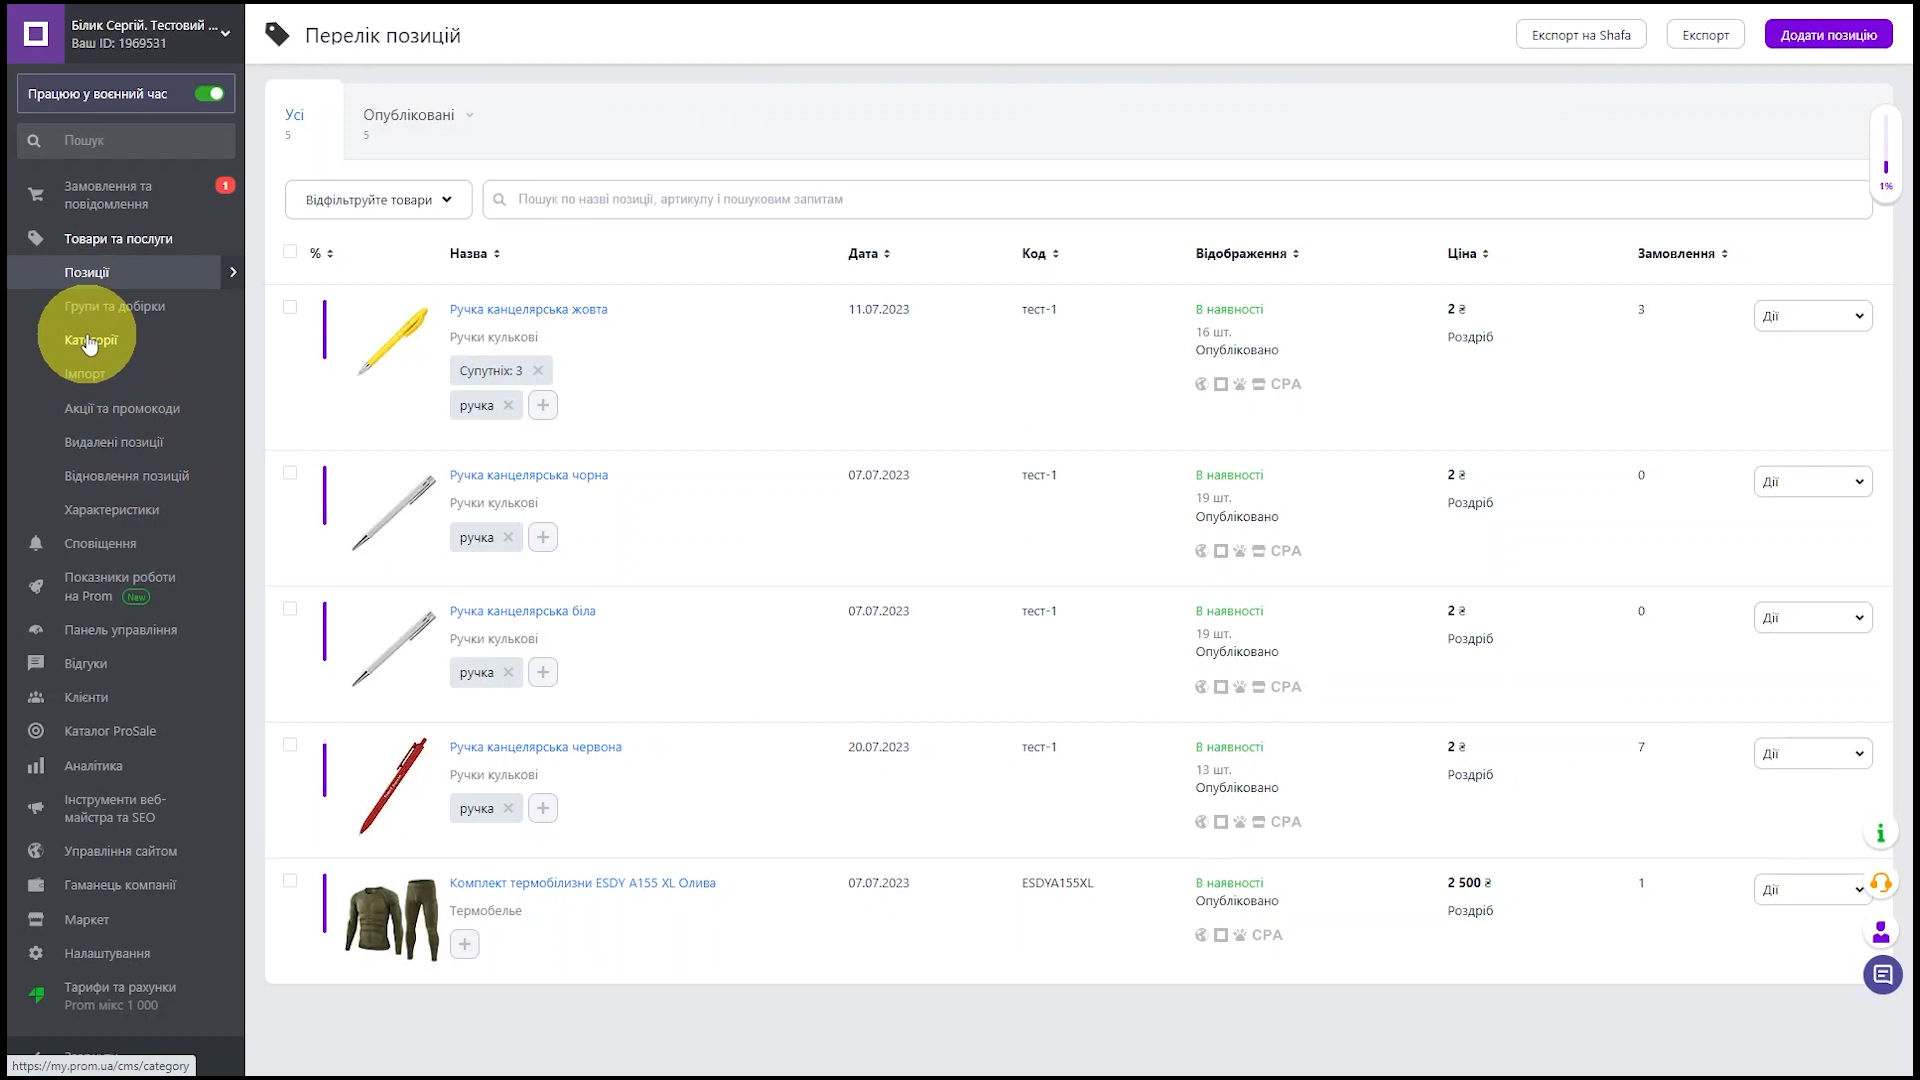 Білик Сергій. Тестовий ...
Ваш ID: 1969531
Перелік позицій
Експорт на Shafa
Експорт
Додати позицію
Працюю у воєнний час
Пошук
Замовлення та
повідомлення
1
Товари та послуги
Позиції
Групи та добірки
Категорії
Імпорт
Акції та промокоди
Видалені позиції
Відновлення позицій
Характеристики
Сповіщення
Показники роботи
на Prom New
Панель управління
Відгуки
Клієнти
Каталог ProSale
Аналітика
Інструменти веб-
майстра та SEO
Управління сайтом
Гаманець компанії
Маркет
Налаштування
Тарифи та рахунки
Prom мікс 1 000
https://my.prom.ua/cms/category
Усі
5
Опубліковані
5
1%
Відфільтруйте товари
Пошук по назві позиції, артикулу і пошуковим запитам
% Назва Дата Код Відображення Ціна Замовлення
Ручка канцелярська жовта 11.07.2023 тест-1 В наявності 2 ₴ 3 Дії
Ручки кулькові 16 шт. Роздріб
Опубліковано
Супутніх: 3
CPA
ручка
Ручка канцелярська чорна 07.07.2023 тест-1 В наявності 2 ₴ 0 Дії
Ручки кулькові 19 шт. Роздріб
Опубліковано
ручка
CPA
Ручка канцелярська біла 07.07.2023 тест-1 В наявності 2 ₴ 0 Дії
Ручки кулькові 19 шт. Роздріб
Опубліковано
ручка
CPA
Ручка канцелярська червона 20.07.2023 тест-1 В наявності 2 ₴ 7 Дії
Ручки кулькові 13 шт. Роздріб
Опубліковано
ручка
CPA
Комплект термобілизни ESDY A155 XL Олива 07.07.2023 ESDYA155XL В наявності 2 500 ₴ 1 Дії
Термобелье Опубліковано Роздріб
CPA